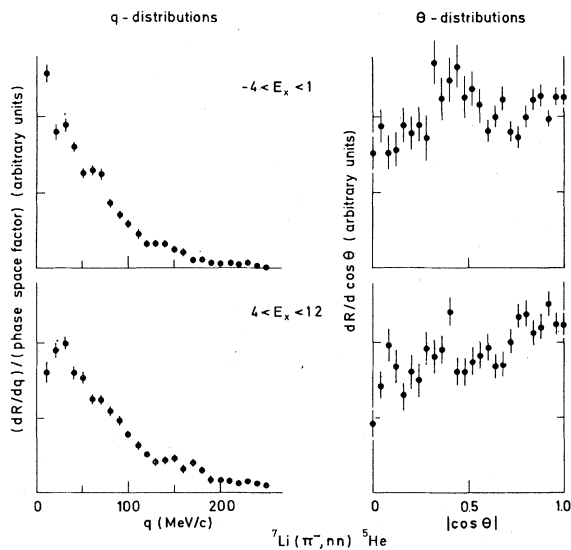 q - distributions
θ - distributions
-4 < Ex < 1
4 < Ex < 12
(dR/dq) / (phase space factor) (arbitrary units)
dR/d cos θ (arbitrary units)
0 100 200
q (MeV/c)
0 0.5 1.0
|cos θ|
⁷Li (π⁻, nn) ⁵He